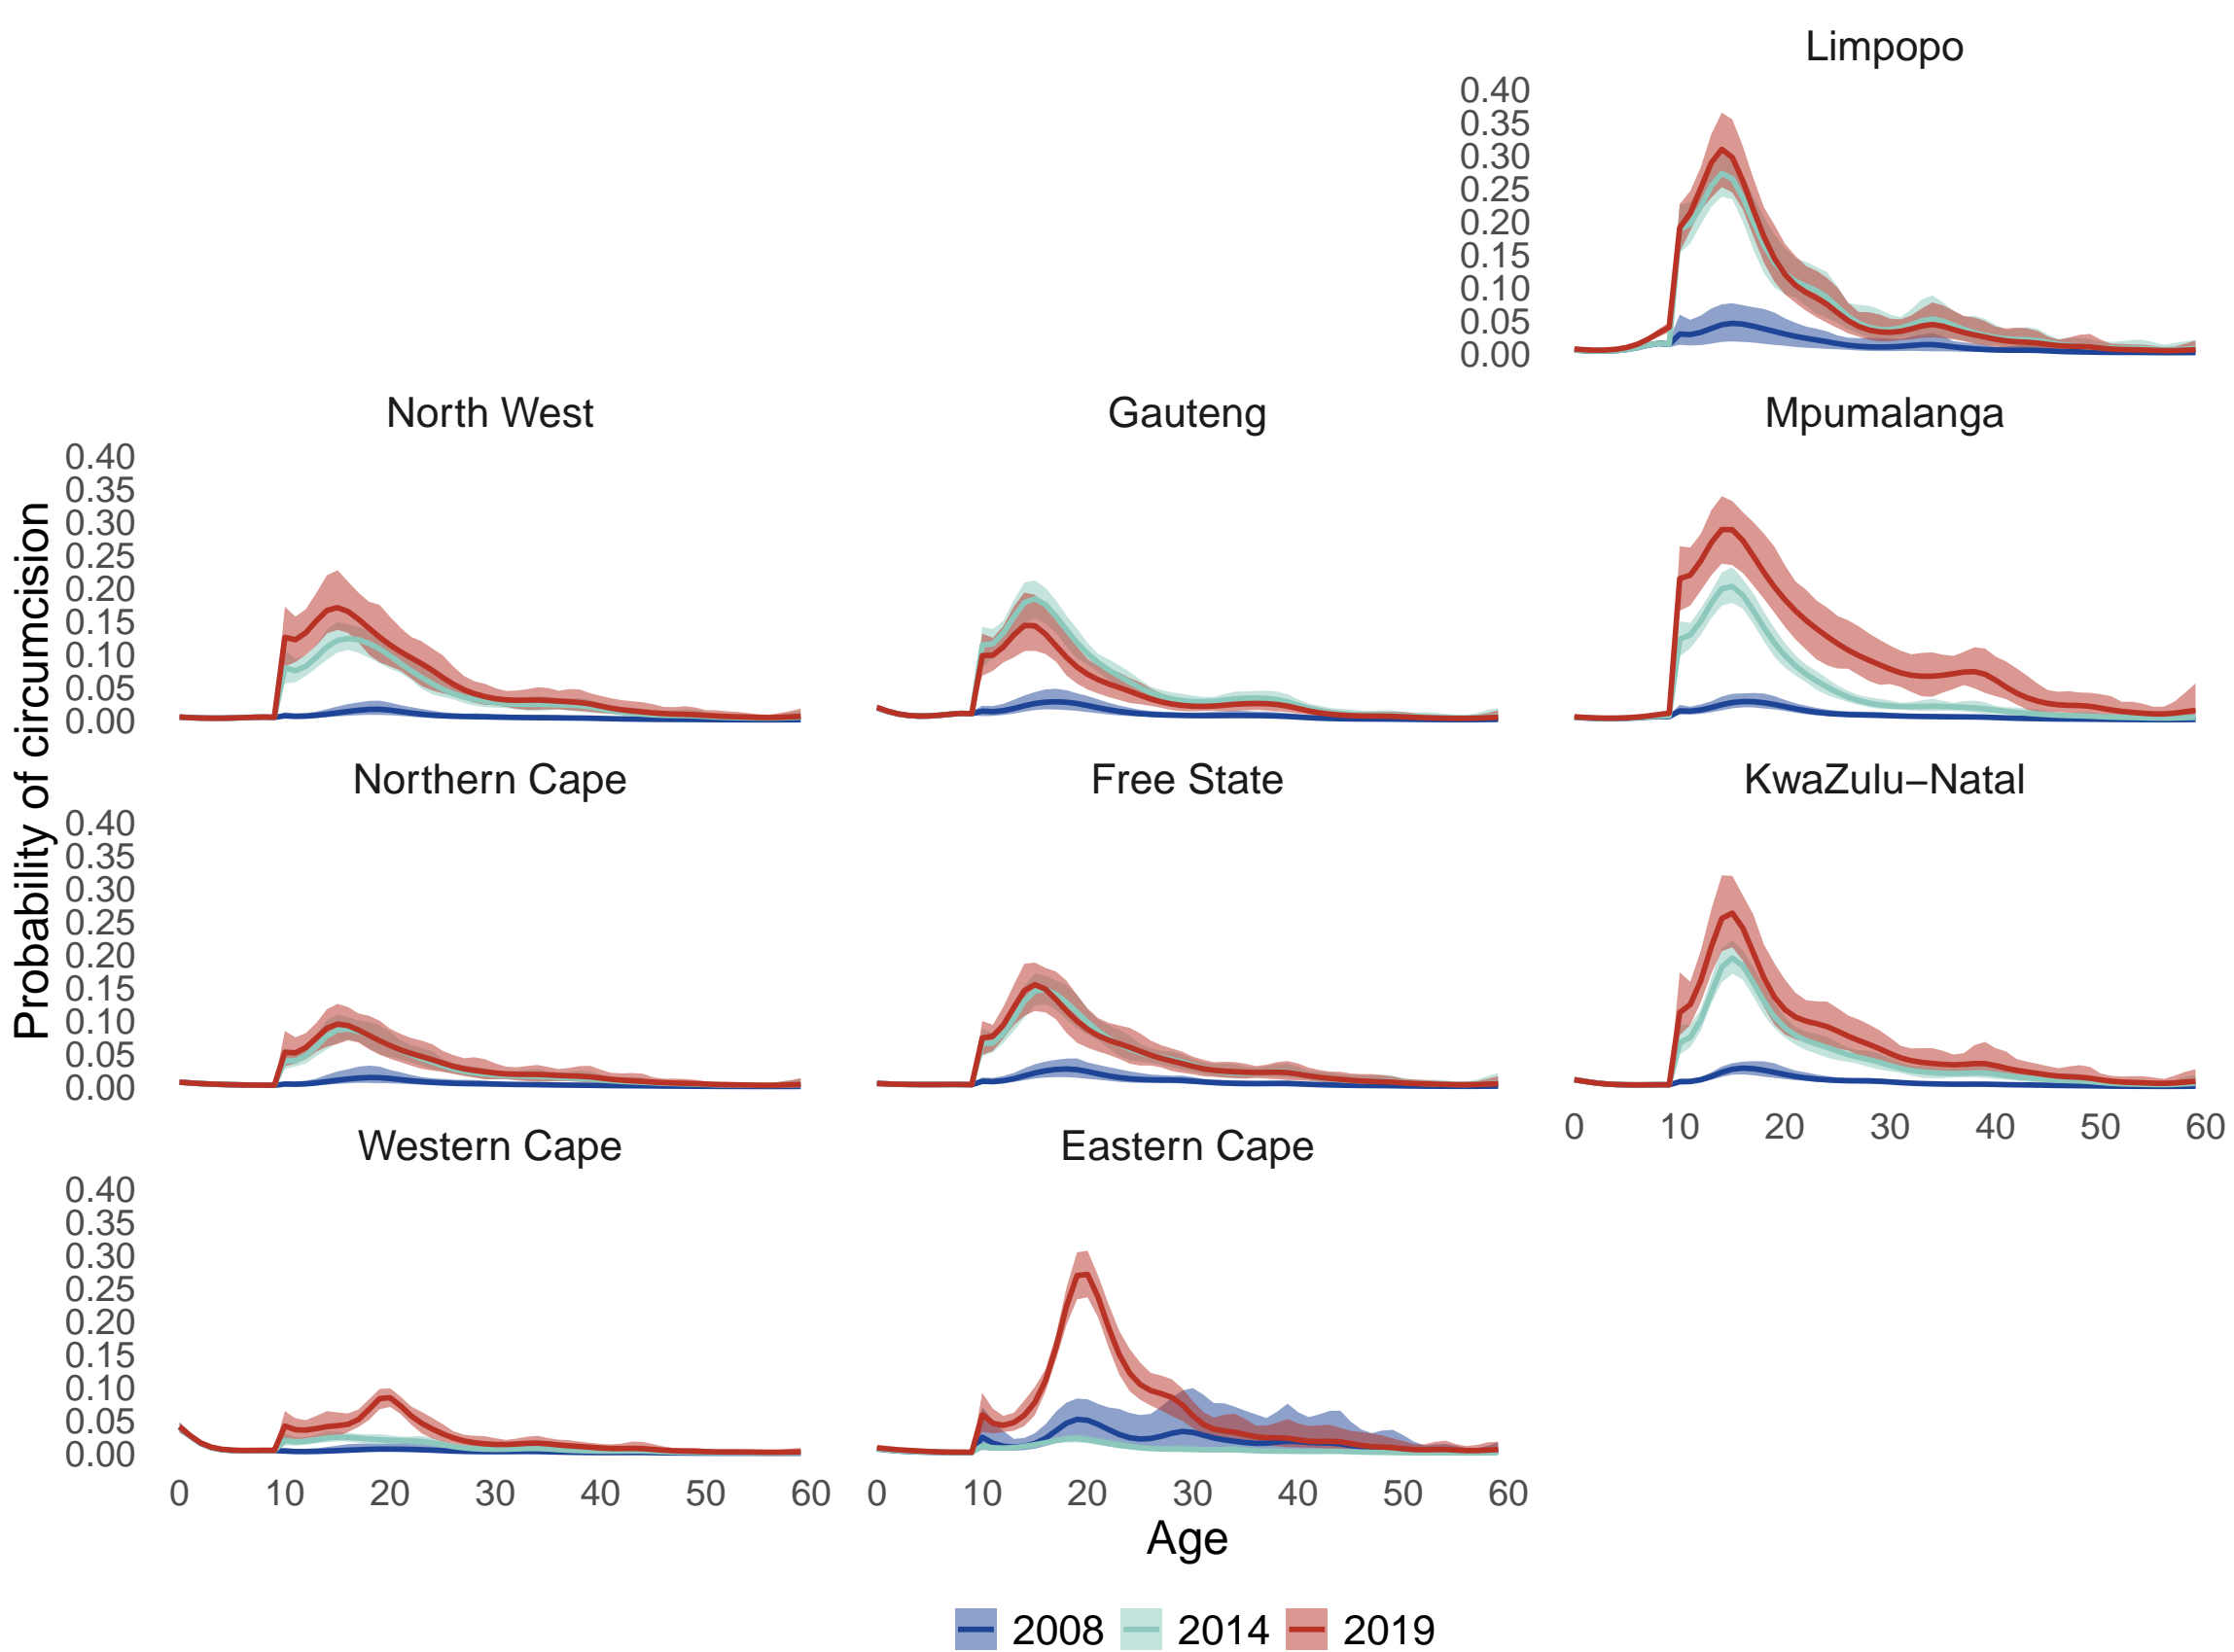 Limpopo
0.40
0.35
0.30
0.25
0.20
0.15
0.10
0.05
0.00
North West
Gauteng
Mpumalanga
0.40
0.35
0.30
0.25
0.20
0.15
0.10
0.05
0.00
Probability of circumcision
Northern Cape
Free State
KwaZulu−Natal
0.40
0.35
0.30
0.25
0.20
0.15
0.10
0.05
0.00
0 10 20 30 40 50 60
Western Cape
Eastern Cape
0.40
0.35
0.30
0.25
0.20
0.15
0.10
0.05
0.00
0 10 20 30 40 50 60
0 10 20 30 40 50 60
Age
2008 2014 2019